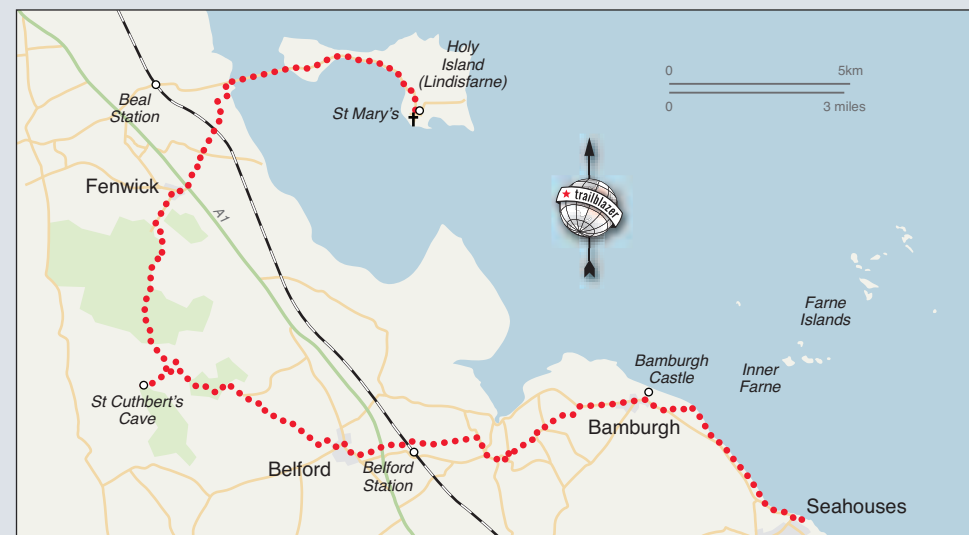 Holy
Island
(Lindisfarne)
0
5km
0
3 miles
Beal
Station
St Mary's
Fenwick
A1
trailblazer
Farne
Islands
Bamburgh
Castle
Inner
Farne
St Cuthbert's
Cave
Bamburgh
Belford
Belford
Station
Seahouses